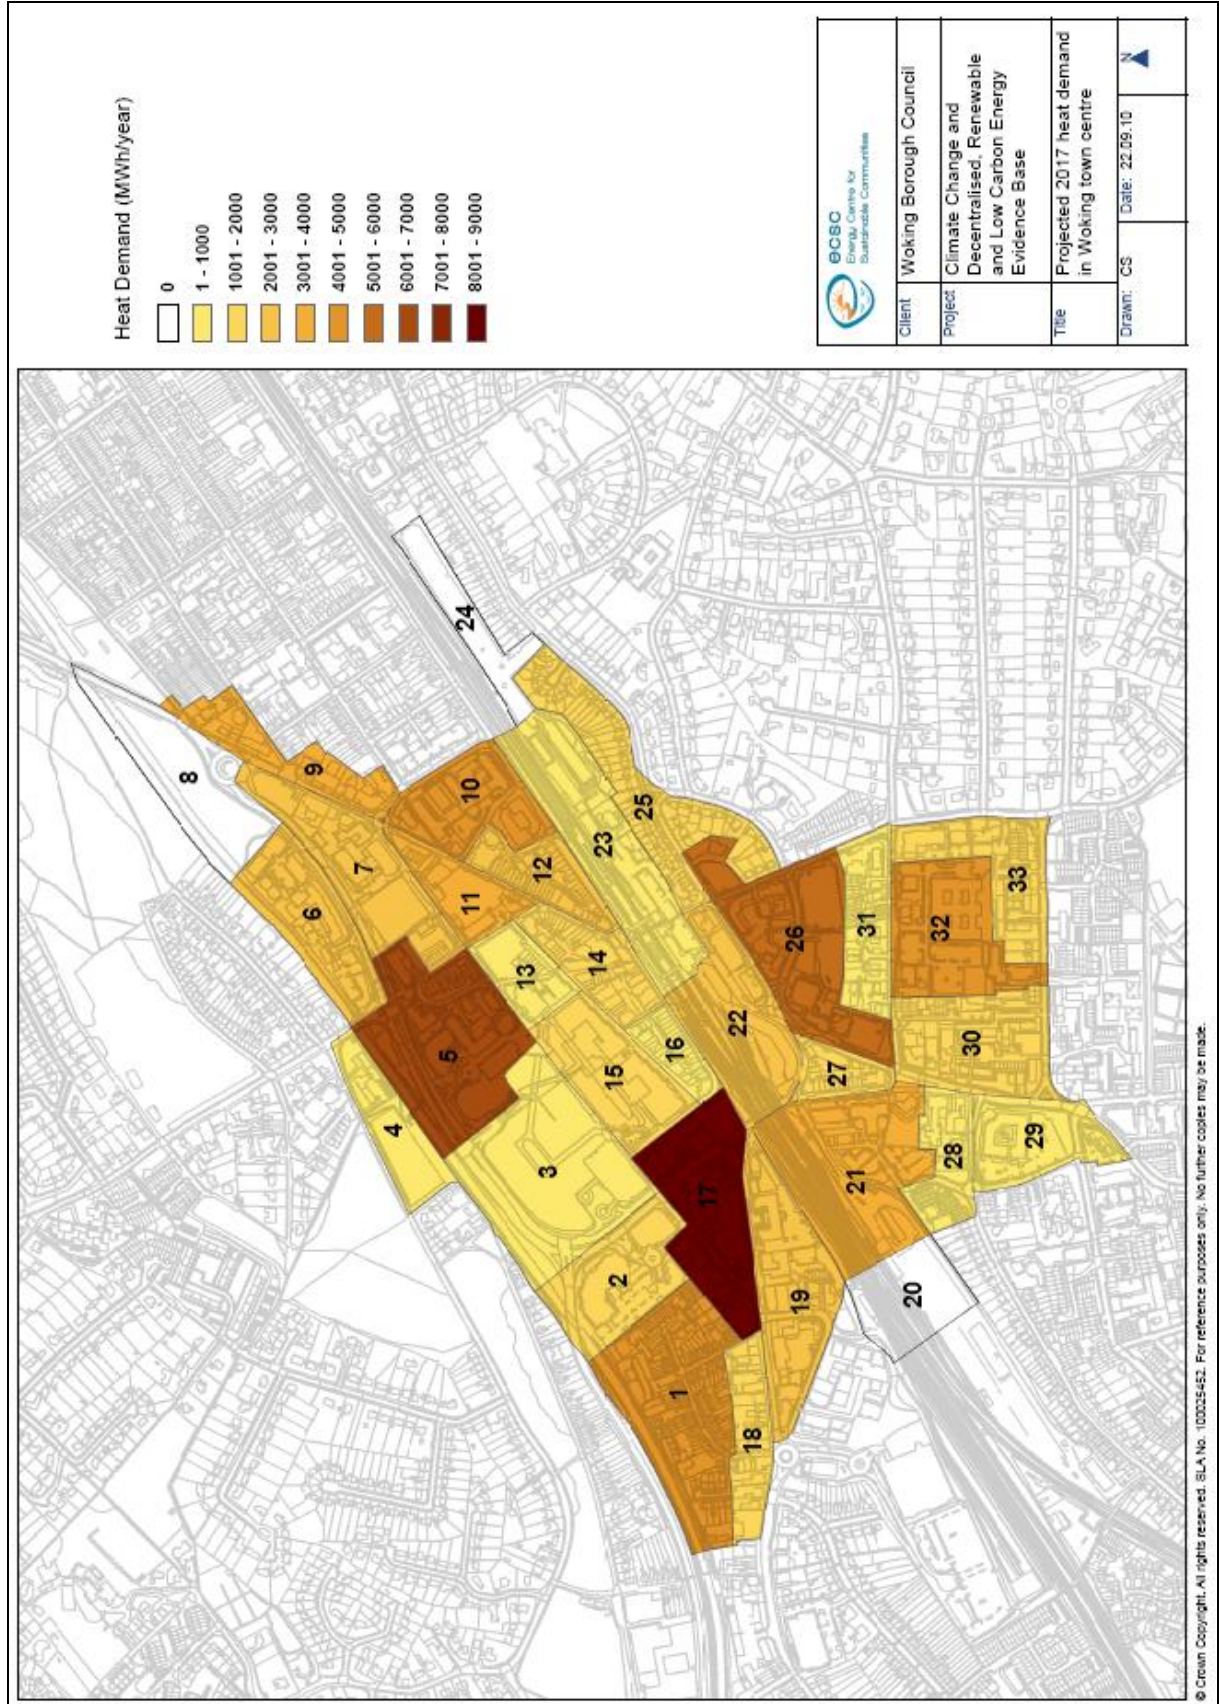 Heat Demand (MWh/year)
0
1 - 1000
1001 - 2000
2001 - 3000
3001 - 4000
4001 - 5000
5001 - 6000
6001 - 7000
7001 - 8000
8001 - 9000
1
2
3
4
5
6
7
8
9
10
11
12
13
14
15
16
17
18
19
20
21
22
23
24
25
26
27
28
29
30
31
32
33
ecsc
Energy Centre for
Sustainable Communities
Client Woking Borough Council
Project Climate Change and
Decentralised, Renewable
and Low Carbon Energy
Evidence Base
Title Projected 2017 heat demand
in Woking town centre
Drawn: CS Date: 22.09.10 N
© Crown Copyright. All rights reserved. SLA No. 100025452. For reference purposes only. No further copies may be made.